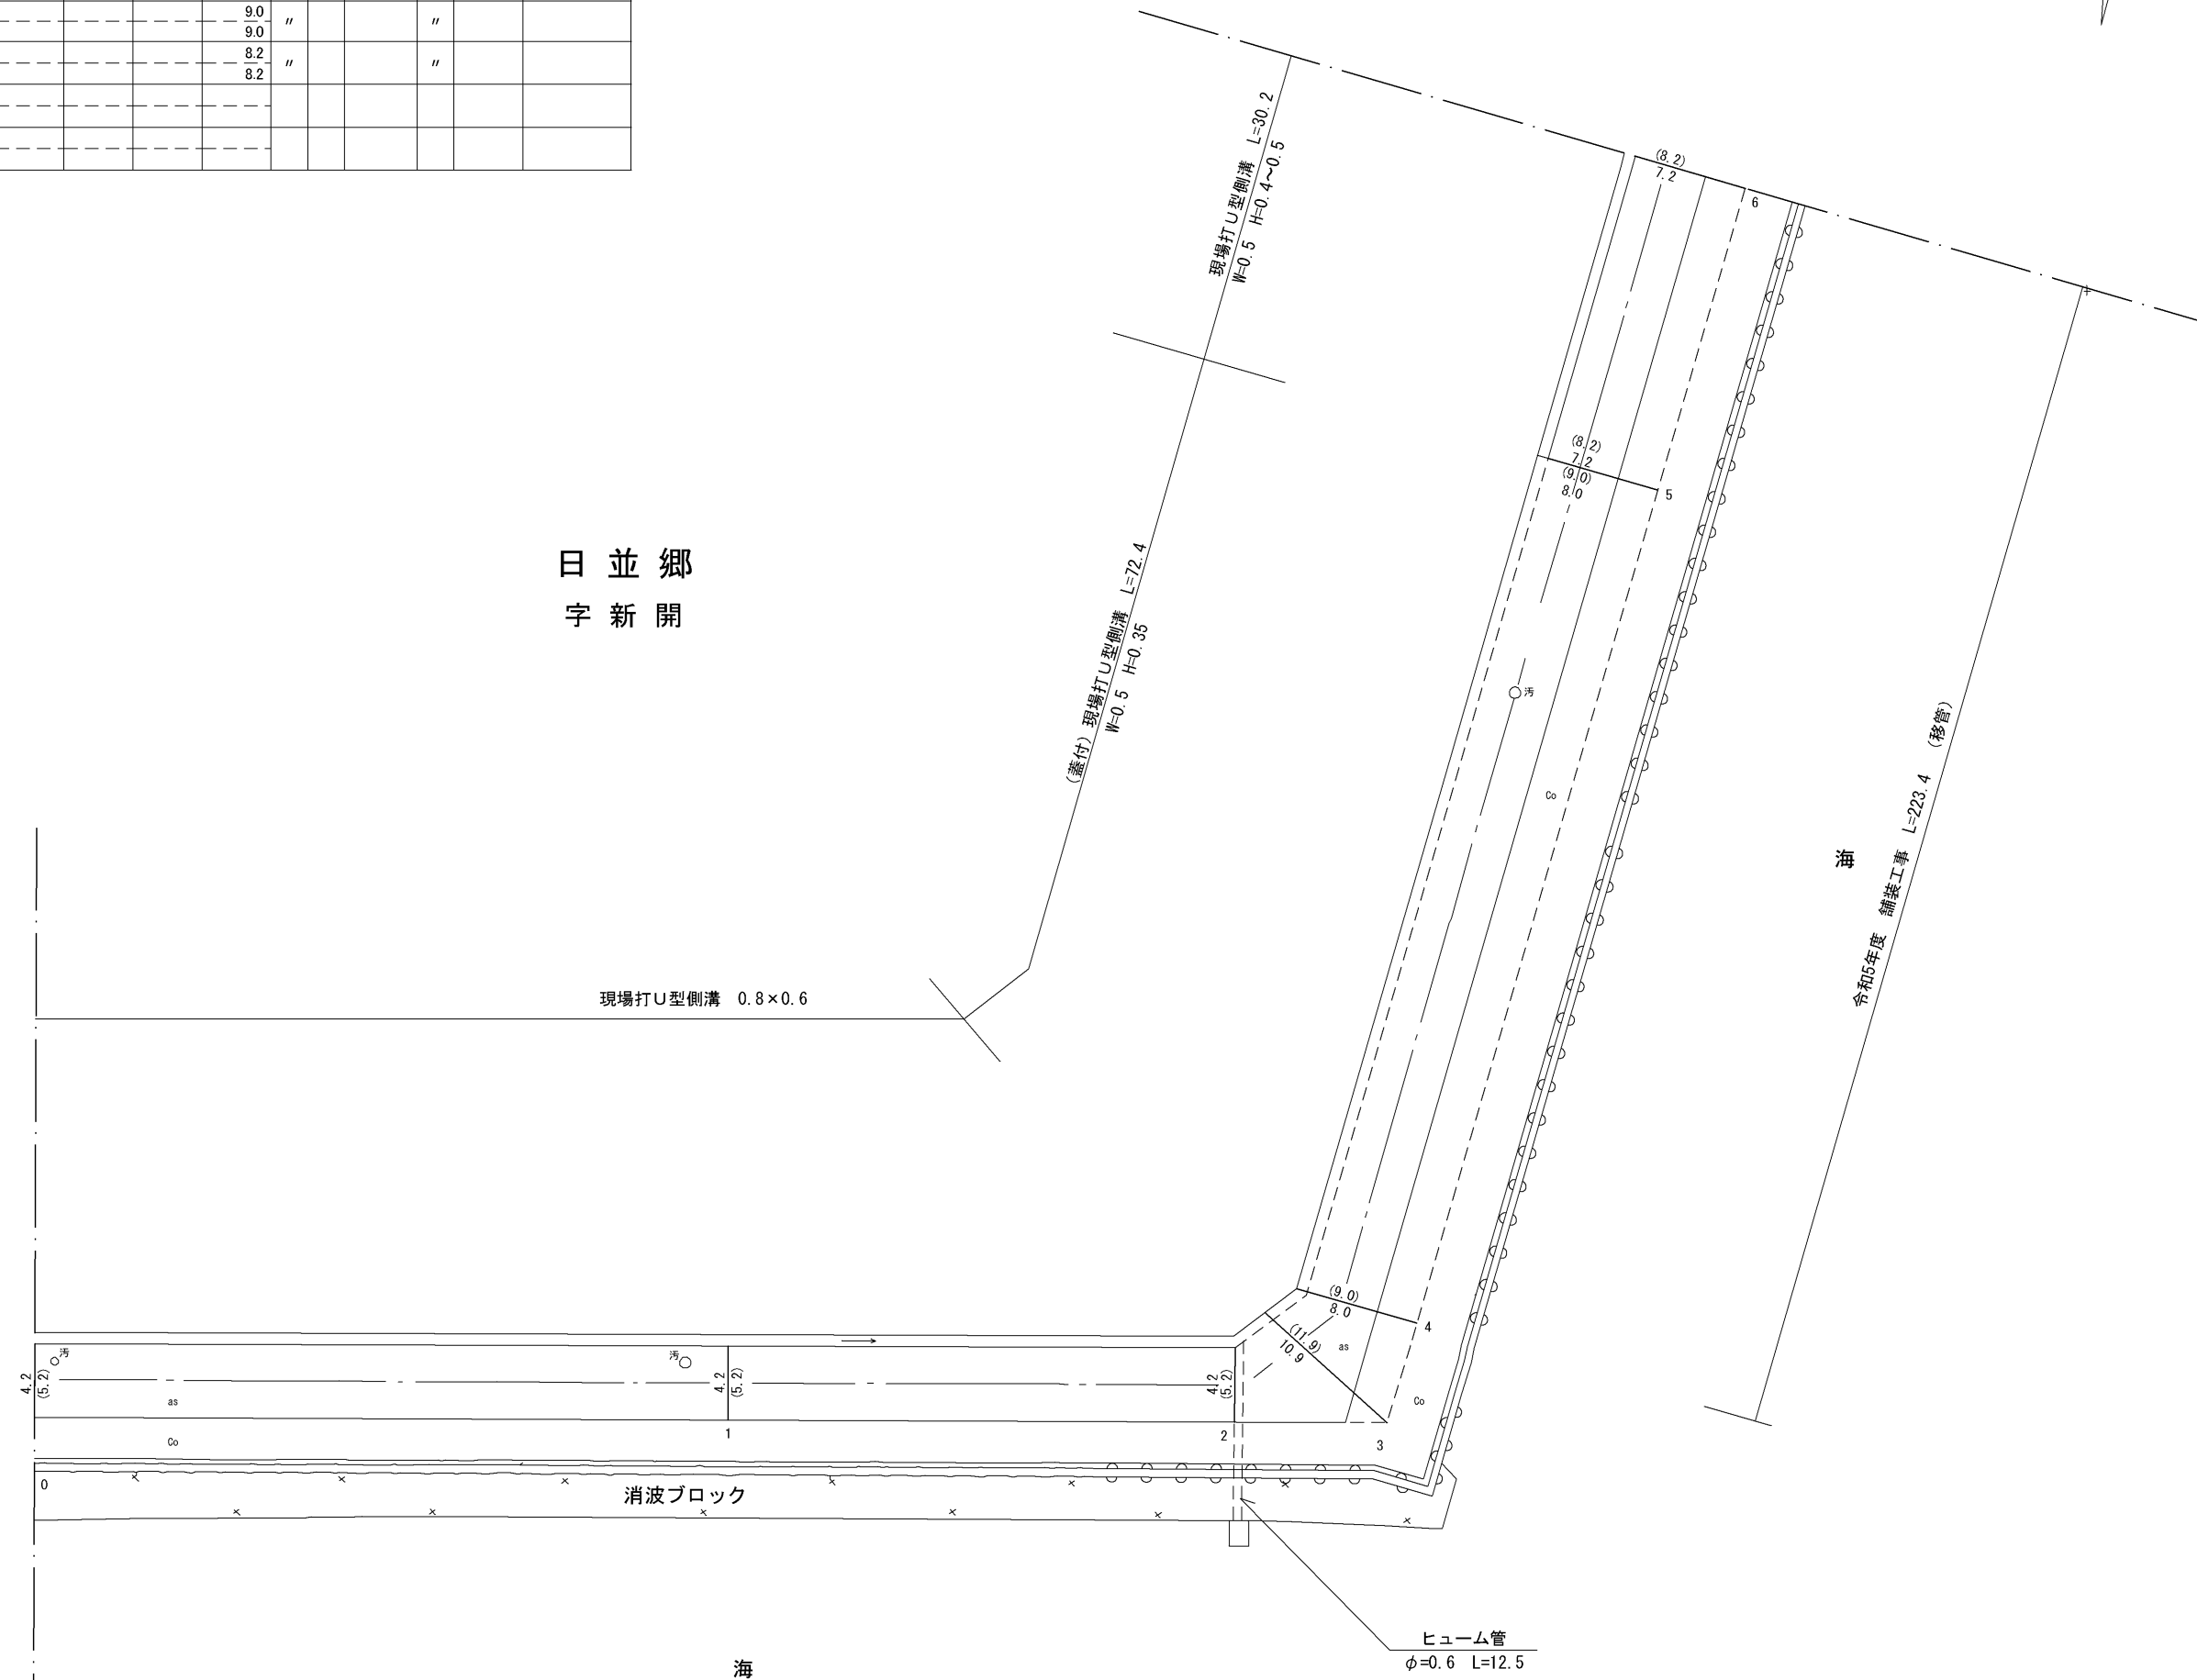 9.0
9.0
〃 〃
8.2
8.2
〃 〃
現場打U型側溝 L=30.2
W=0.5 H=0.4〜0.5
(8.2)
7.2
6
(8.2)
7.2
(9.0)
8.0
5
日並郷
字新開
(蓋付)現場打U型側溝 L=72.4
W=0.5 H=0.35
汚
Co
海
令和5年度 舗装工事 L=223.4 (移管)
現場打U型側溝 0.8×0.6
(9.0)
8.0
4
(11.9)
10.9
as
汚
汚
4.2
(5.2)
4.2
(5.2)
4.2
(5.2)
as
Co
Co
1
2
3
0
消波ブロック
ヒューム管
φ=0.6 L=12.5
海